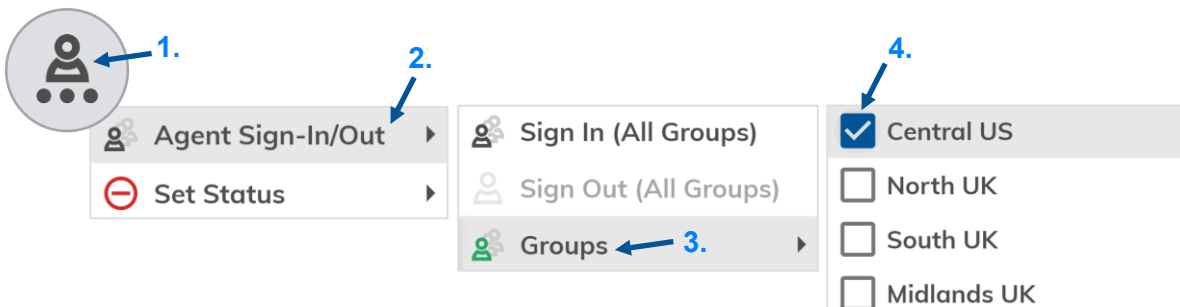 1.
2.
4.
Agent Sign-In/Out
Set Status
Sign In (All Groups)
Sign Out (All Groups)
Groups
3.
Central US
North UK
South UK
Midlands UK